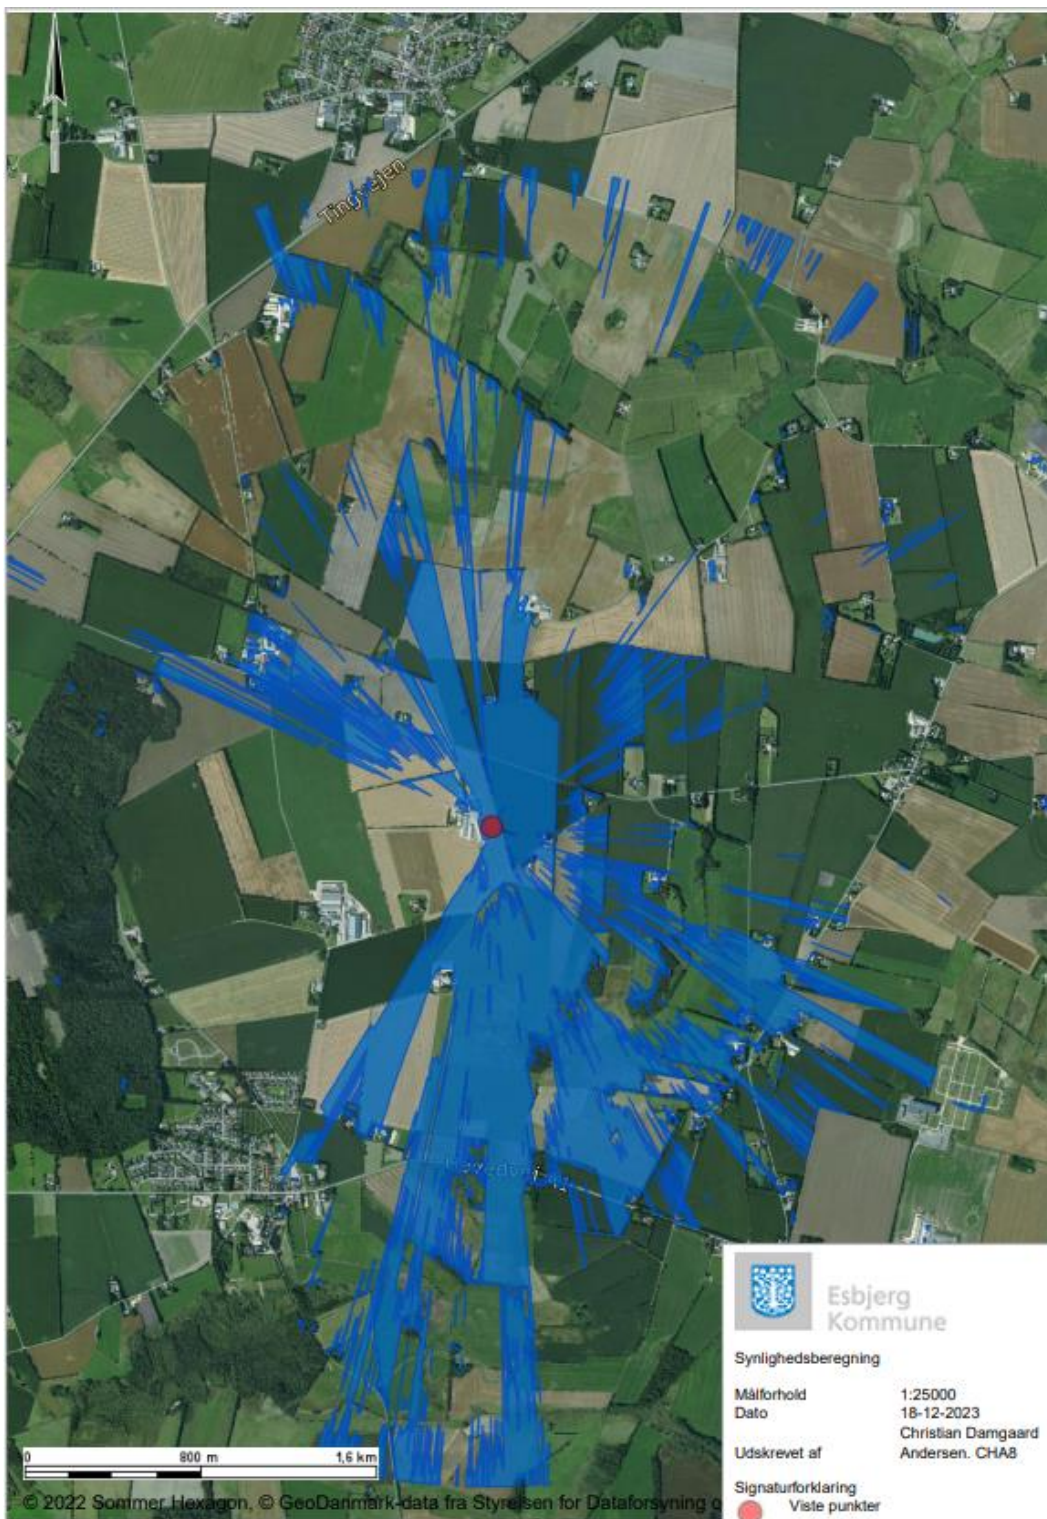 Tingvejen
Esbjerg
Kommune
Synlighedsberegning
Målforhold 1:25000
Dato 18-12-2023
Christian Damgaard
Udskrevet af Andersen. CHA8
Signaturforklaring
Viste punkter
0 800 m 1,6 km
© 2022 Sommer Hexagon, © GeoDanmark-data fra Styrelsen for Dataforsyning o